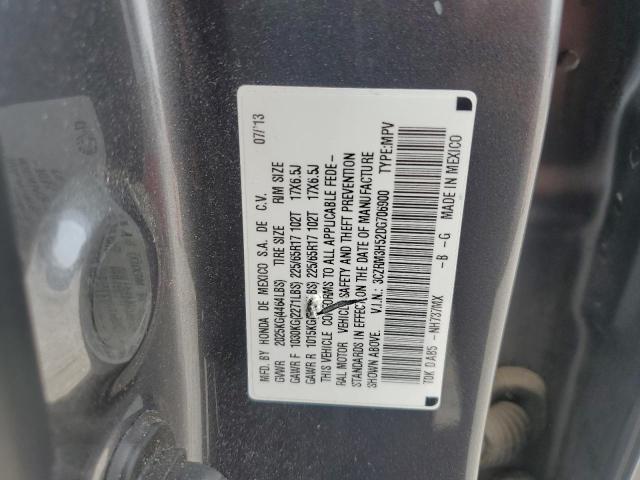 MFD. BY HONDA DE MEXICO S.A. DE C.V. 07/'13
GVWR 2025KG(4464LBS) TIRE SIZE RIM SIZE
GAWR F 1030KG(2271LBS) 225/65R17 102T 17X6.5J
GAWR R 1015KG( LBS) 225/65R17 102T 17X6.5J
THIS VEHICLE CONFORMS TO ALL APPLICABLE FEDE-
RAL MOTOR VEHICLE SAFETY AND THEFT PREVENTION
STANDARDS IN EFFECT ON THE DATE OF MANUFACTURE
SHOWN ABOVE. V.I.N.: 3CZRM3H52DG706900 TYPE:MPV
T0K D AB5 -NH737MX -B -G MADE IN MEXICO